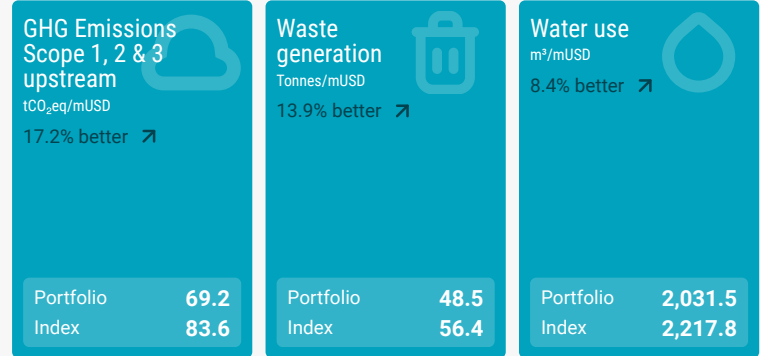 GHG Emissions
Scope 1, 2 & 3
upstream
tCO₂eq/mUSD
17.2% better
Portfolio 69.2
Index 83.6
Waste
generation
Tonnes/mUSD
13.9% better
Portfolio 48.5
Index 56.4
Water use
m³/mUSD
8.4% better
Portfolio 2,031.5
Index 2,217.8